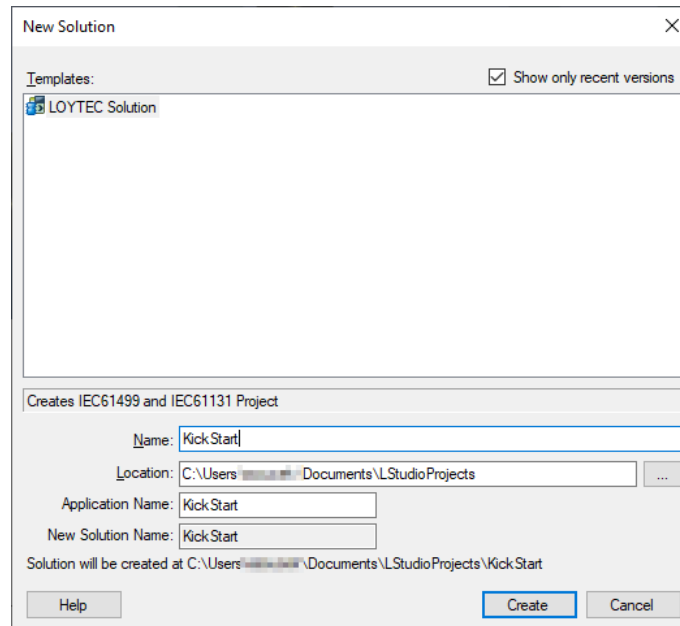 New Solution
Templates:
Show only recent versions
LOYTEC Solution
Creates IEC61499 and IEC61131 Project
Name: KickStart
Location: C:\Users \Documents\LStudioProjects ...
Application Name: KickStart
New Solution Name: KickStart
Solution will be created at C:\Users \Documents\LStudioProjects\KickStart
Help Create Cancel